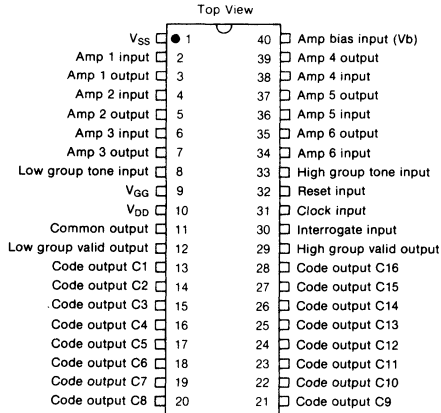 Top View
VSS 1 40 Amp bias input (Vb)
Amp 1 input 2 39 Amp 4 output
Amp 1 output 3 38 Amp 4 input
Amp 2 input 4 37 Amp 5 output
Amp 2 output 5 36 Amp 5 input
Amp 3 input 6 35 Amp 6 output
Amp 3 output 7 34 Amp 6 input
Low group tone input 8 33 High group tone input
VGG 9 32 Reset input
VDD 10 31 Clock input
Common output 11 30 Interrogate input
Low group valid output 12 29 High group valid output
Code output C1 13 28 Code output C16
Code output C2 14 27 Code output C15
Code output C3 15 26 Code output C14
Code output C4 16 25 Code output C13
Code output C5 17 24 Code output C12
Code output C6 18 23 Code output C11
Code output C7 19 22 Code output C10
Code output C8 20 21 Code output C9